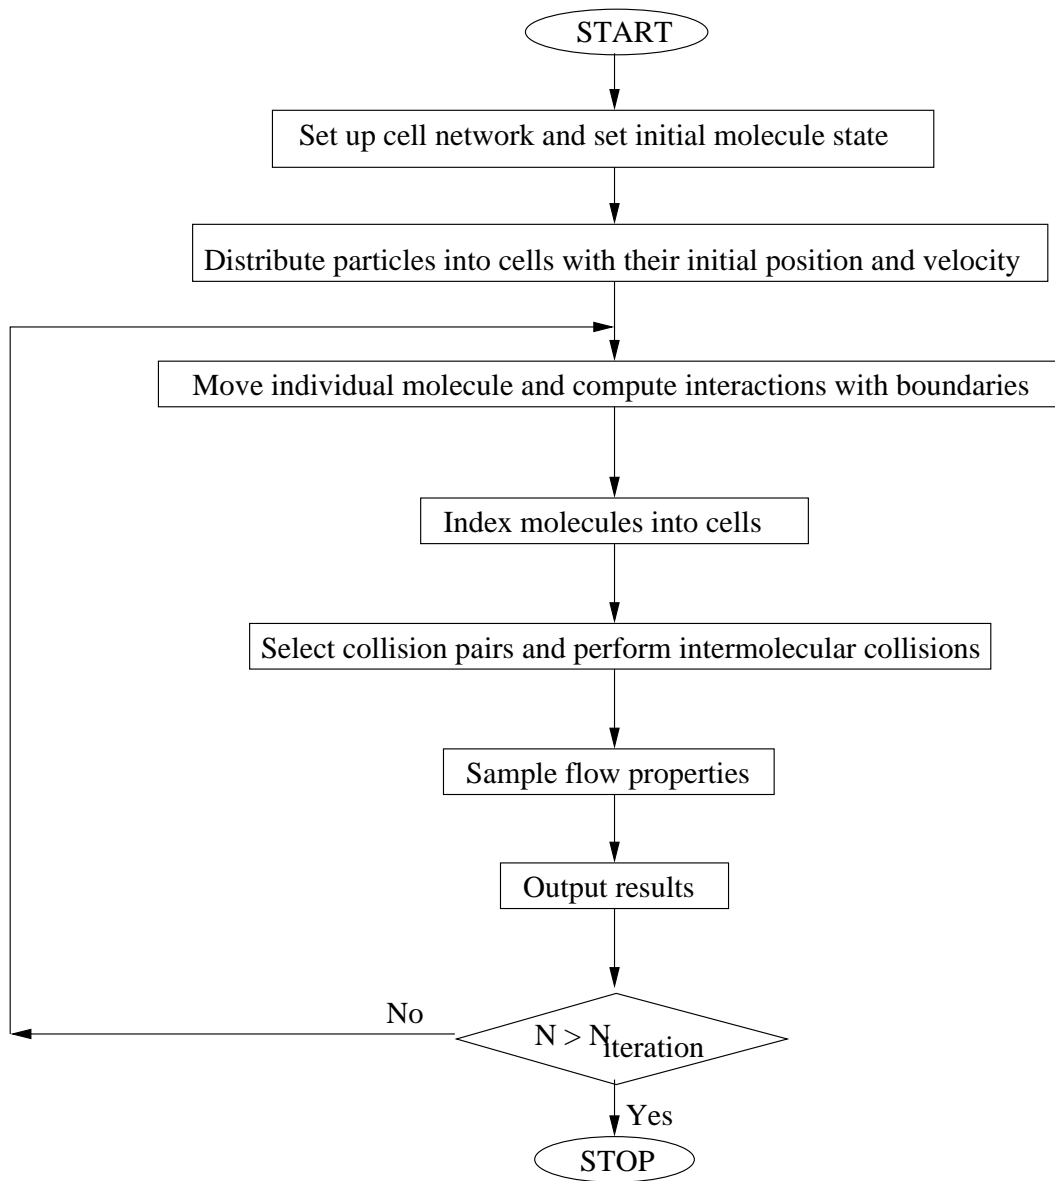 START
Set up cell network and set initial molecule state
Distribute particles into cells with their initial position and velocity
Move individual molecule and compute interactions with boundaries
Index molecules into cells
Select collision pairs and perform intermolecular collisions
Sample flow properties
Output results
No
N > Niteration
Yes
STOP